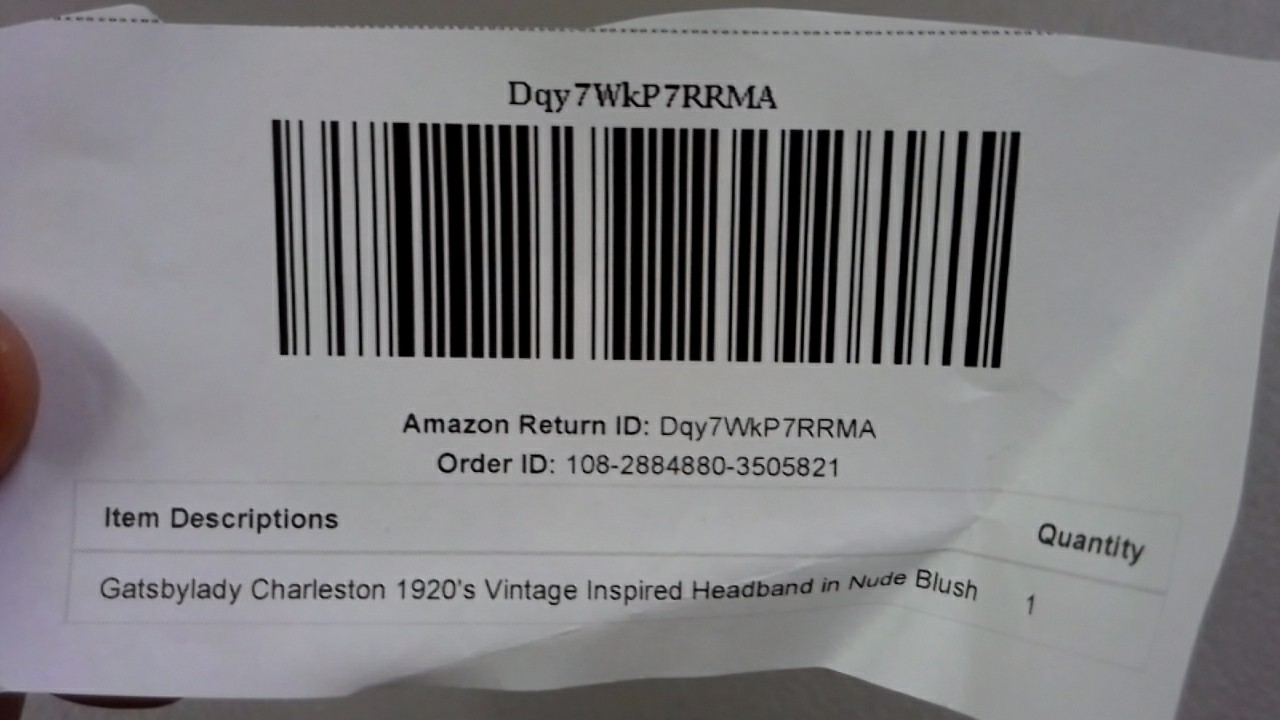 Dqy7WkP7RRMA
Amazon Return ID: Dqy7WkP7RRMA
Order ID: 108-2884880-3505821
Item Descriptions Quantity
Gatsbylady Charleston 1920's Vintage Inspired Headband in Nude Blush 1